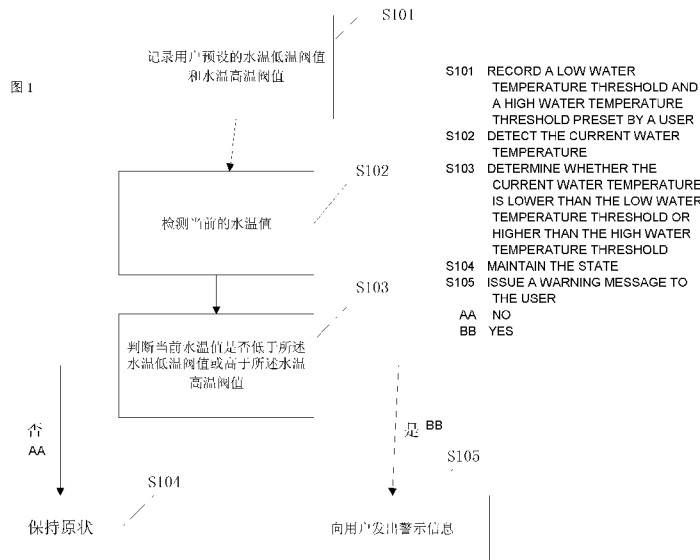 S101
记录用户预设的水温低温阀值
和水温高温阀值
图1
S102
检测当前的水温值
S103
判断当前水温值是否低于所述
水温低温阀值或高于所述水温
高温阀值
否
AA
是 BB
S104
S105
保持原状
向用户发出警示信息
S101 RECORD A LOW WATER
TEMPERATURE THRESHOLD AND
A HIGH WATER TEMPERATURE
THRESHOLD PRESET BY A USER
S102 DETECT THE CURRENT WATER
TEMPERATURE
S103 DETERMINE WHETHER THE
CURRENT WATER TEMPERATURE
IS LOWER THAN THE LOW WATER
TEMPERATURE THRESHOLD OR
HIGHER THAN THE HIGH WATER
TEMPERATURE THRESHOLD
S104 MAINTAIN THE STATE
S105 ISSUE A WARNING MESSAGE TO
THE USER
AA NO
BB YES